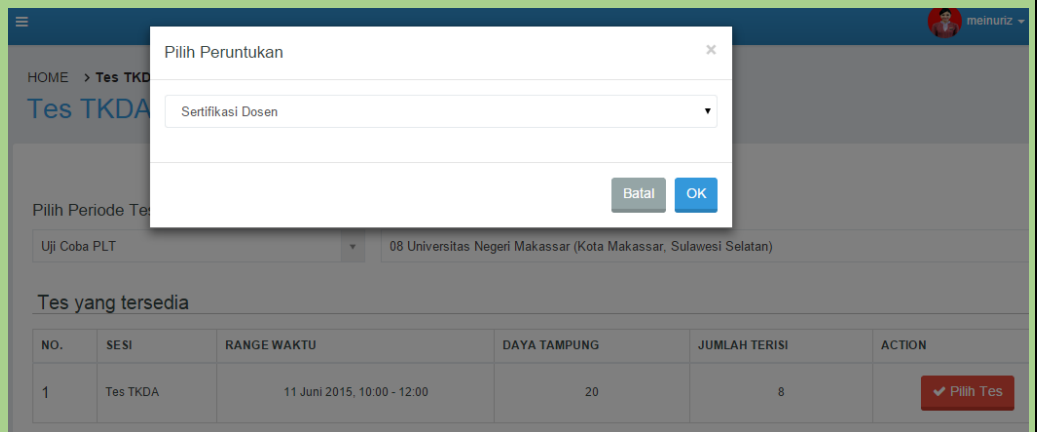 meinuriz
Pilih Peruntukan
×
HOME > Tes TKD
Tes TKDA
Sertifikasi Dosen
Batal
OK
Pilih Periode Te
Uji Coba PLT
08 Universitas Negeri Makassar (Kota Makassar, Sulawesi Selatan)
Tes yang tersedia
NO. SESI RANGE WAKTU DAYA TAMPUNG JUMLAH TERISI ACTION
1 Tes TKDA 11 Juni 2015, 10:00 - 12:00 20 8 Pilih Tes